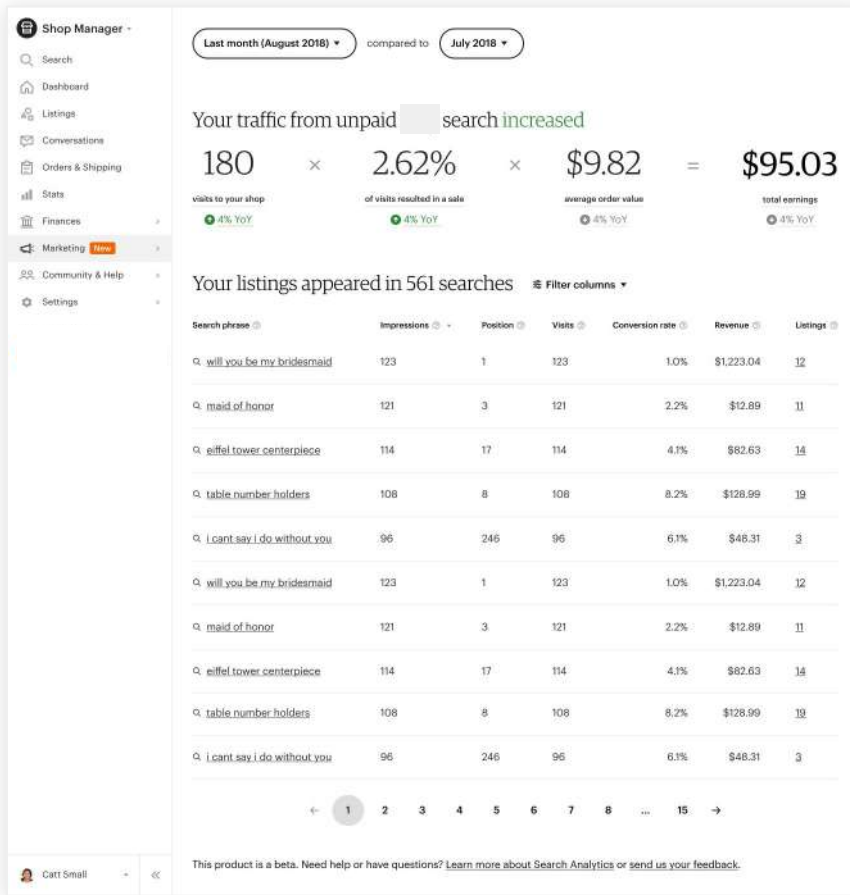 Shop Manager
Search
Dashboard
Listings
Conversations
Orders & Shipping
Stats
Finances
Marketing New
Community & Help
Settings
Catt Small
Last month (August 2018) compared to July 2018
Your traffic from unpaid search increased
180 × 2.62% × $9.82 = $95.03
visits to your shop of visits resulted in a sale average order value total earnings
4% YoY 4% YoY 4% YoY 4% YoY
Your listings appeared in 561 searches Filter columns
Search phrase Impressions Position Visits Conversion rate Revenue Listings
will you be my bridesmaid 123 1 123 1.0% $1,223.04 12
maid of honor 121 3 121 2.2% $12.89 11
eiffel tower centerpiece 114 17 114 4.1% $82.63 14
table number holders 108 8 108 8.2% $128.99 19
i cant say i do without you 96 246 96 6.1% $48.31 3
will you be my bridesmaid 123 1 123 1.0% $1,223.04 12
maid of honor 121 3 121 2.2% $12.89 11
eiffel tower centerpiece 114 17 114 4.1% $82.63 14
table number holders 108 8 108 8.2% $128.99 19
i cant say i do without you 96 246 96 6.1% $48.31 3
← 1 2 3 4 5 6 7 8 ... 15 →
This product is a beta. Need help or have questions? Learn more about Search Analytics or send us your feedback.